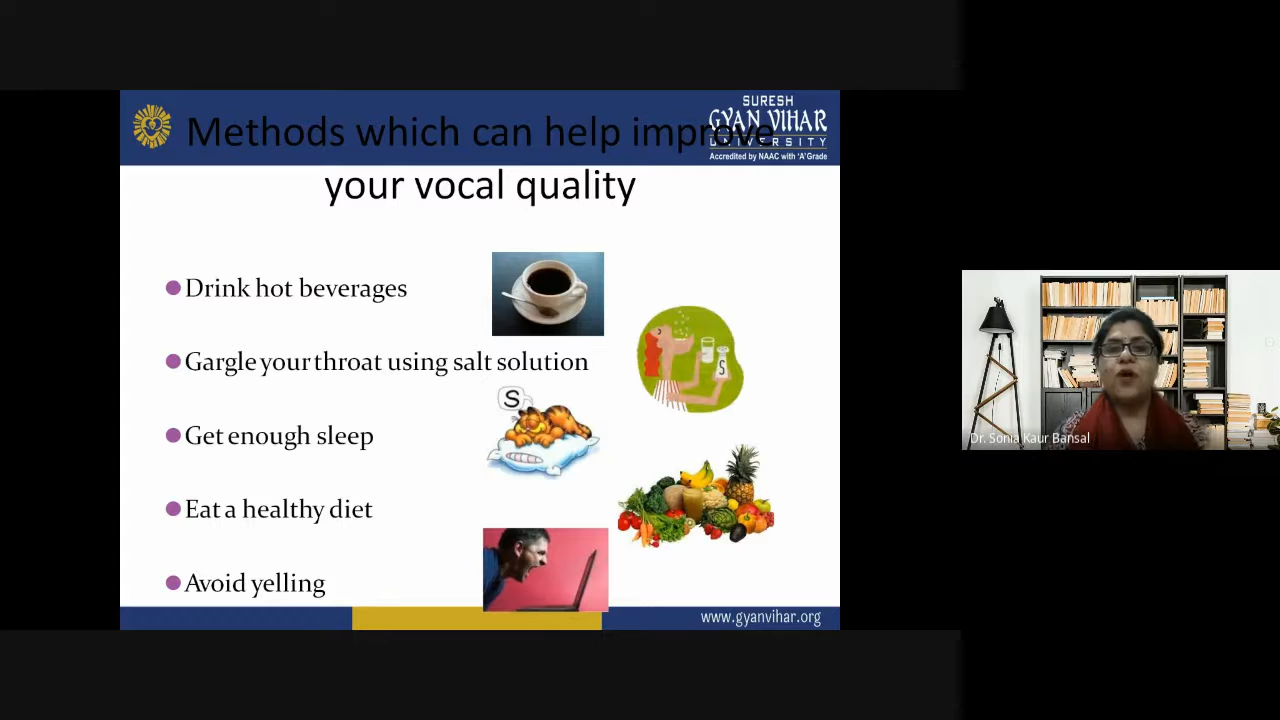 Methods which can help improve
your vocal quality
SURESH
GYAN VIHAR
UNIVERSITY
Accredited by NAAC with 'A' Grade
Drink hot beverages
Gargle your throat using salt solution
S
Get enough sleep
S
Eat a healthy diet
Avoid yelling
www.gyanvihar.org
Dr. Sonia Kaur Bansal